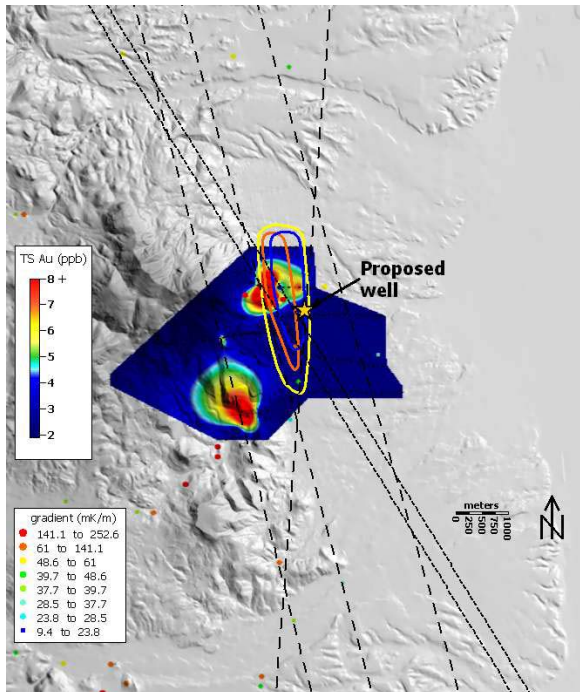 TS Au (ppb)
8 +
7
6
5
4
3
2
Proposed
well
meters
0 250 500 750 1000
N
gradient (mK/m)
141.1 to 252.6
61 to 141.1
48.6 to 61
39.7 to 48.6
37.7 to 39.7
28.5 to 37.7
23.8 to 28.5
9.4 to 23.8